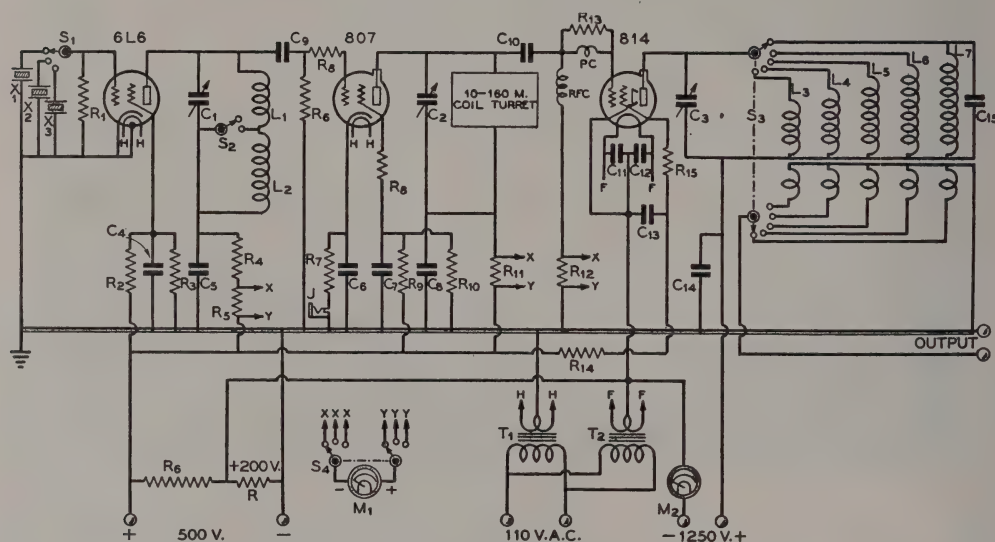 6L6
807
814
S1
C9
R8
C10
R13
PC
RFC
X1
X2
X3
R1
H H
C1
S2
L1
L2
R6
H H
C2
10-160 M.
COIL TURRET
C11
C12
F
F
C3
R15
C13
S3
L3
L4
L5
L6
L7
C15
C4
R2
R3
C5
R4
X
R5
Y
R7
J
C6
R8
C7
R9
C8
R10
R11
X
Y
R12
X
Y
C14
OUTPUT
R14
X X X
Y Y Y
S4
- +
M1
H H
T1
F F
T2
R6
+200 V.
R
M2
+ 500 V. -
110 V.A.C.
- 1250 V. +